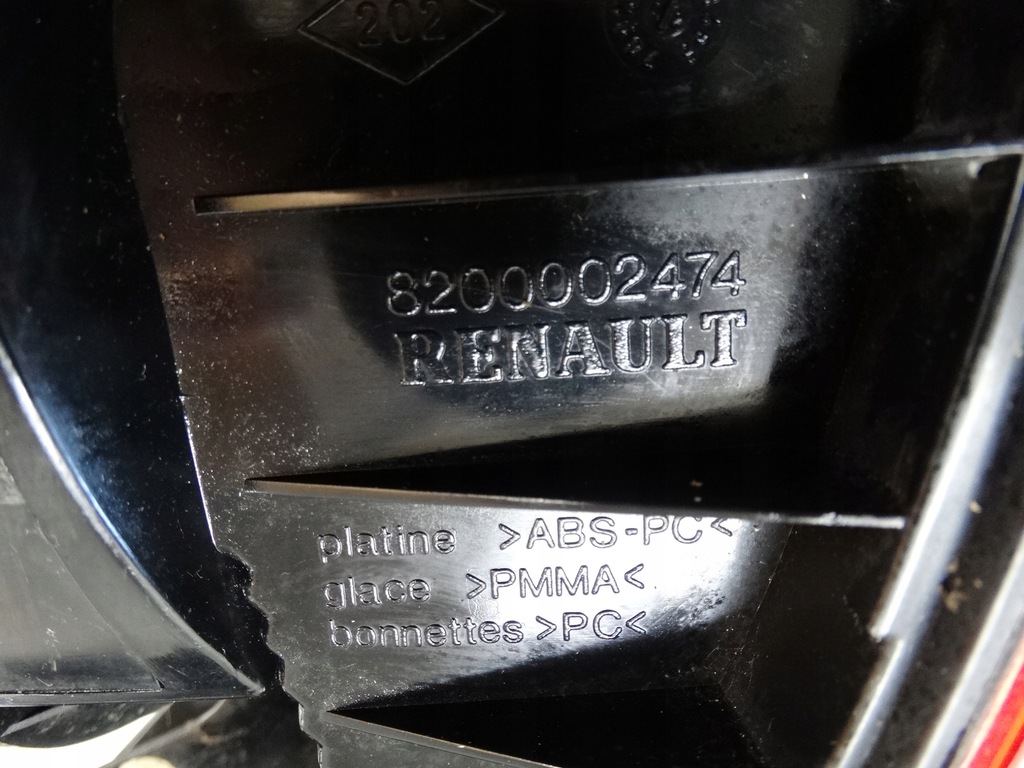 202
8200002474
RENAULT
platine >ABS-PC<
glace >PMMA<
bonnettes >PC<